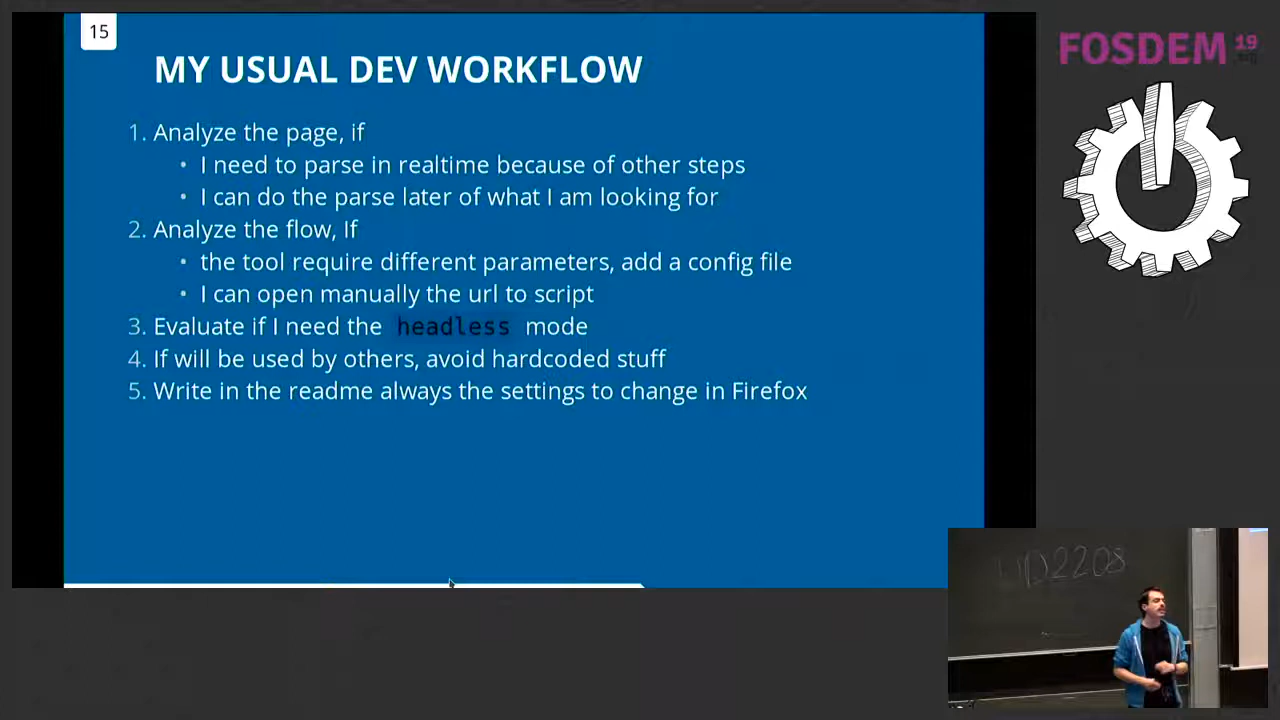 15
MY USUAL DEV WORKFLOW
1. Analyze the page, if
• I need to parse in realtime because of other steps
• I can do the parse later of what I am looking for
2. Analyze the flow, If
• the tool require different parameters, add a config file
• I can open manually the url to script
3. Evaluate if I need the headless mode
4. If will be used by others, avoid hardcoded stuff
5. Write in the readme always the settings to change in Firefox
FOSDEM 19
.org
UD2208